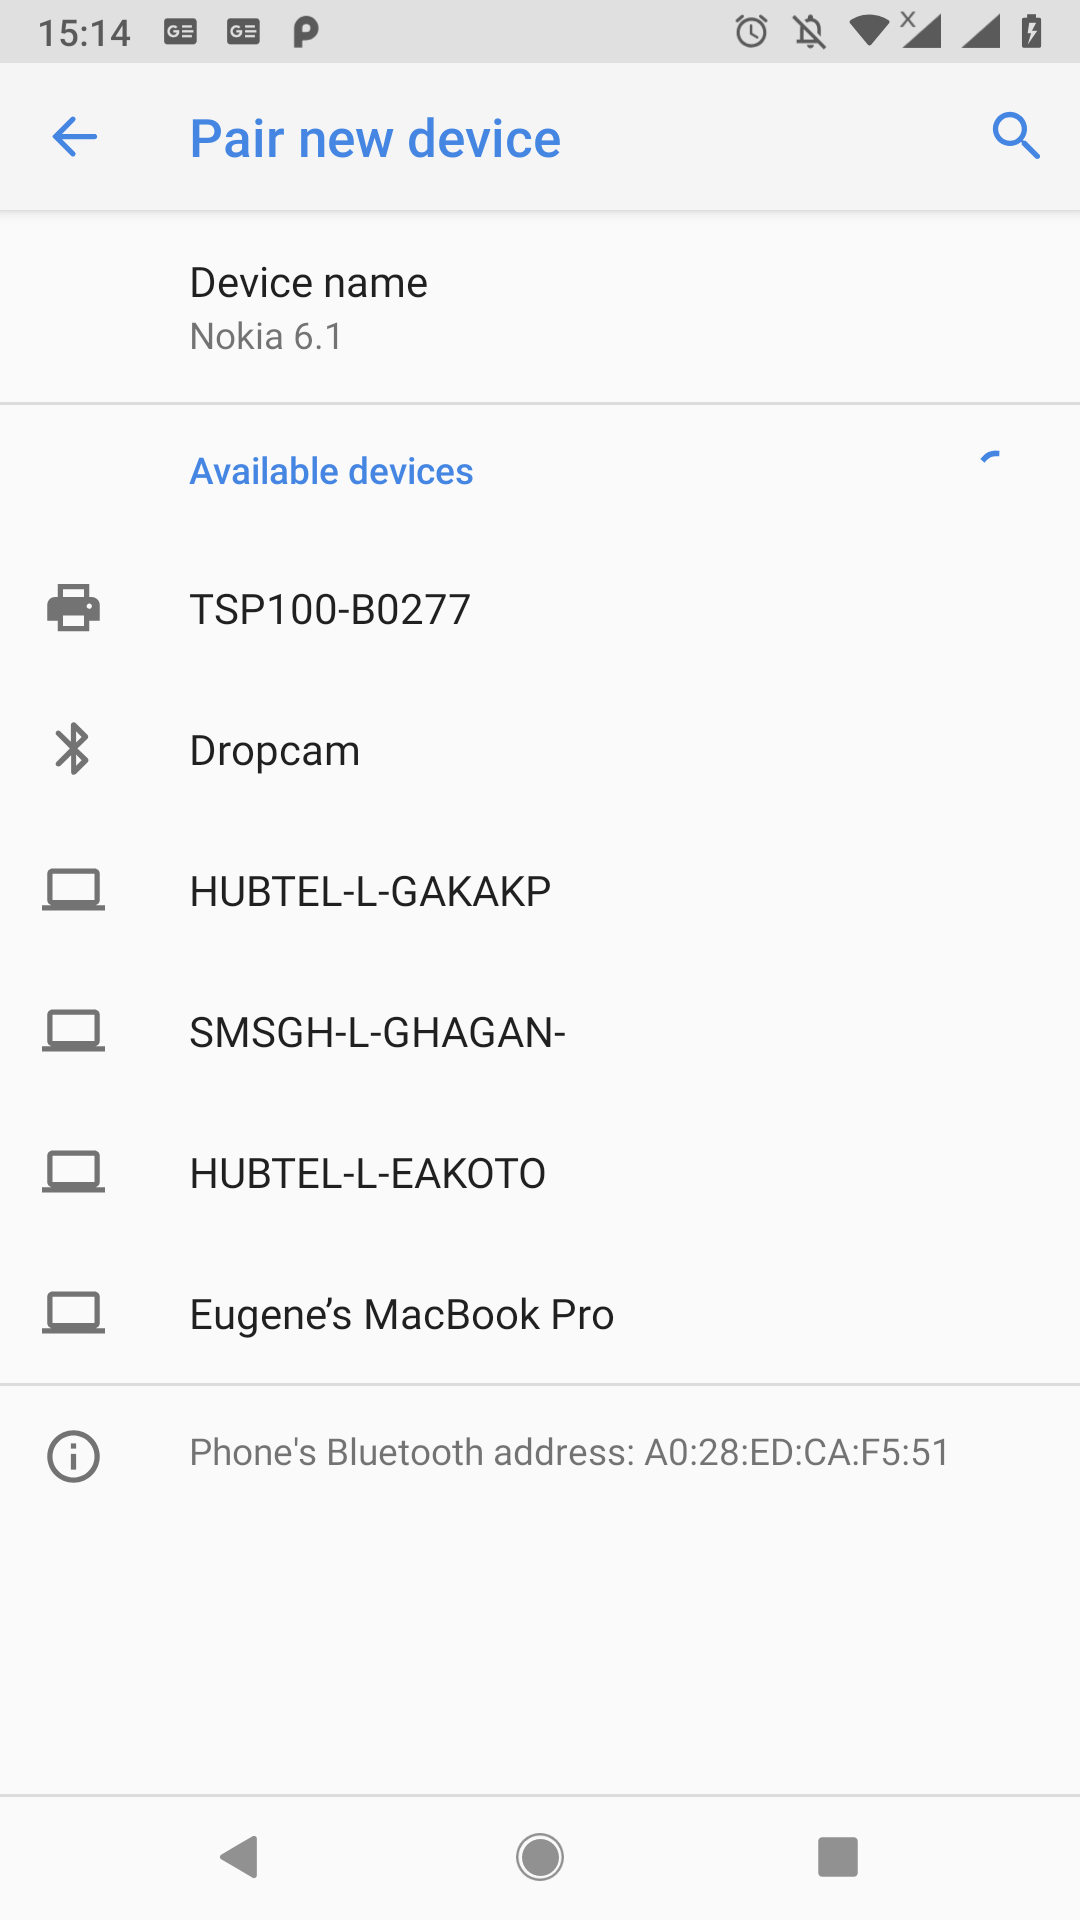 15:14
Pair new device
Device name
Nokia 6.1
Available devices
TSP100-B0277
Dropcam
HUBTEL-L-GAKAKP
SMSGH-L-GHAGAN-
HUBTEL-L-EAKOTO
Eugene’s MacBook Pro
Phone's Bluetooth address: A0:28:ED:CA:F5:51